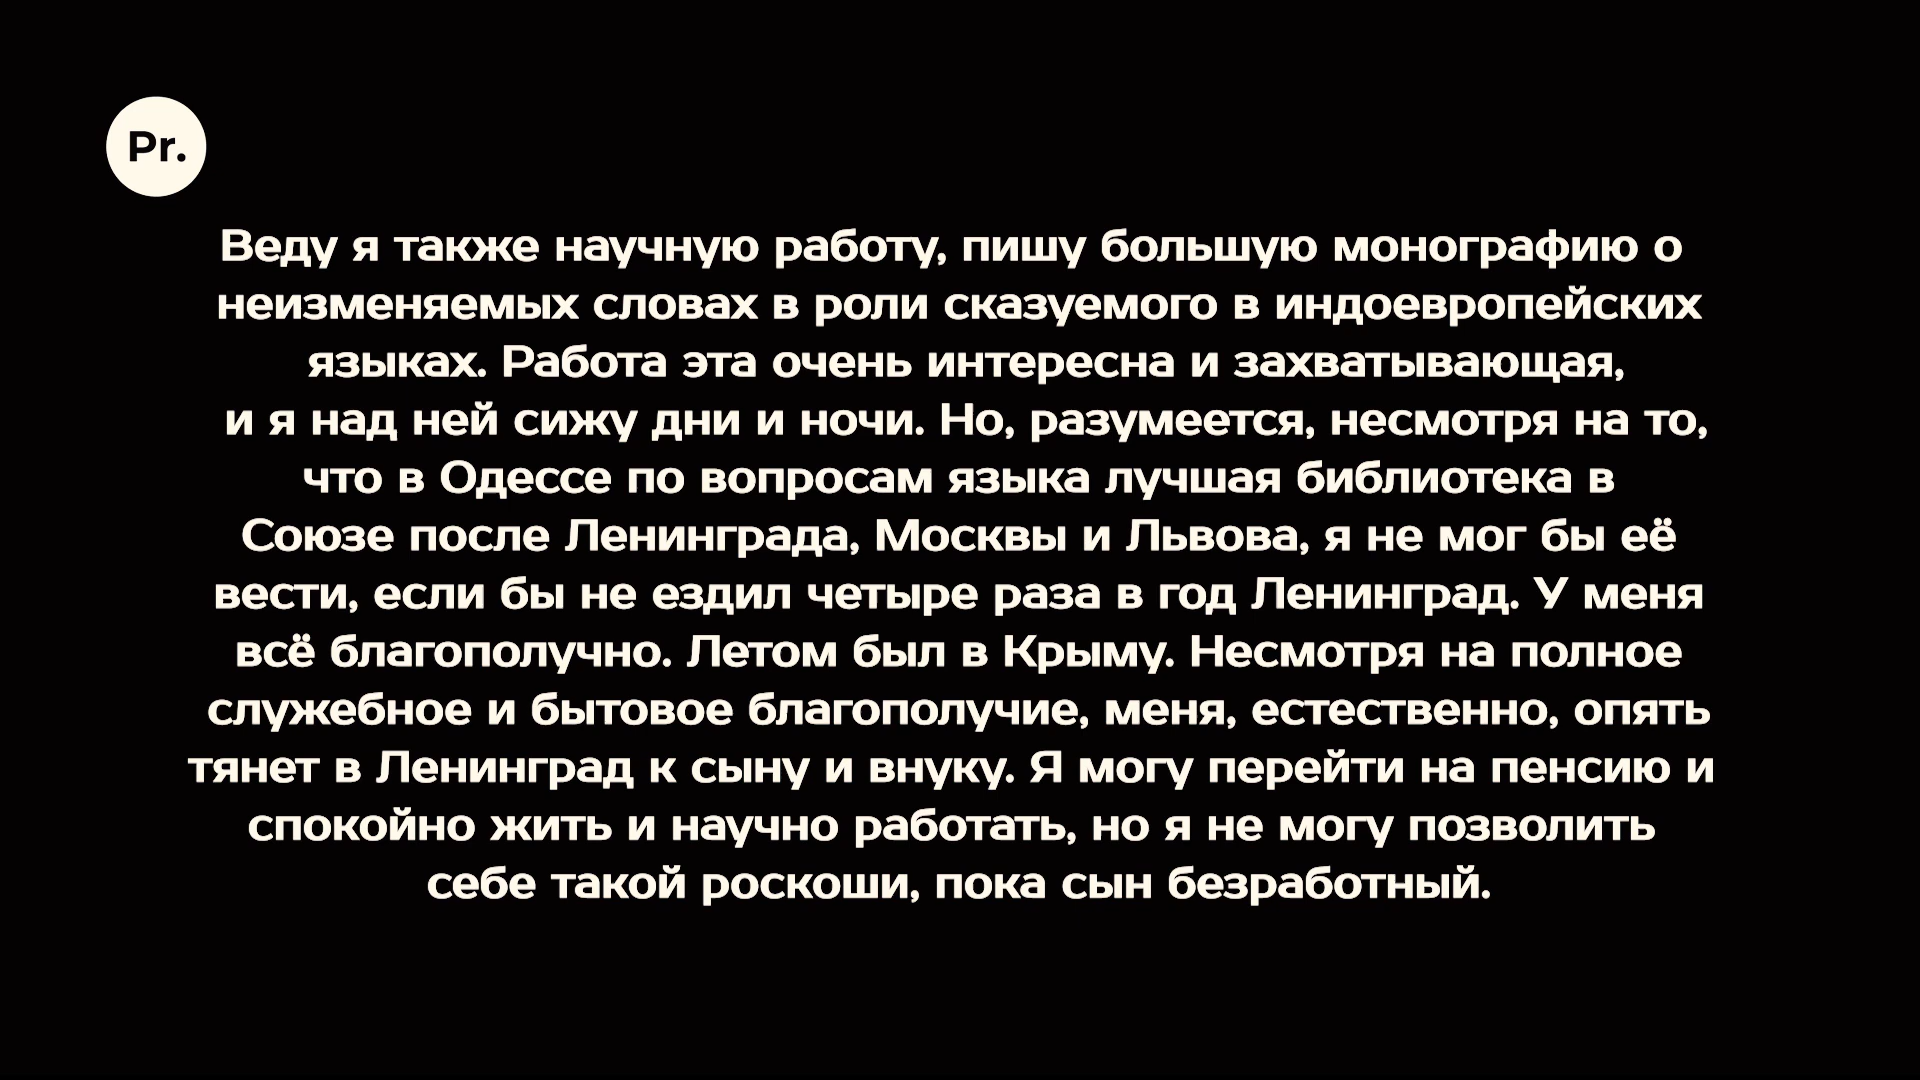 Pr.
Веду я также научную работу, пишу большую монографию о
неизменяемых словах в роли сказуемого в индоевропейских
языках. Работа эта очень интересна и захватывающая,
и я над ней сижу дни и ночи. Но, разумеется, несмотря на то,
что в Одессе по вопросам языка лучшая библиотека в
Союзе после Ленинграда, Москвы и Львова, я не мог бы её
вести, если бы не ездил четыре раза в год Ленинград. У меня
всё благополучно. Летом был в Крыму. Несмотря на полное
служебное и бытовое благополучие, меня, естественно, опять
тянет в Ленинград к сыну и внуку. Я могу перейти на пенсию и
спокойно жить и научно работать, но я не могу позволить
себе такой роскоши, пока сын безработный.